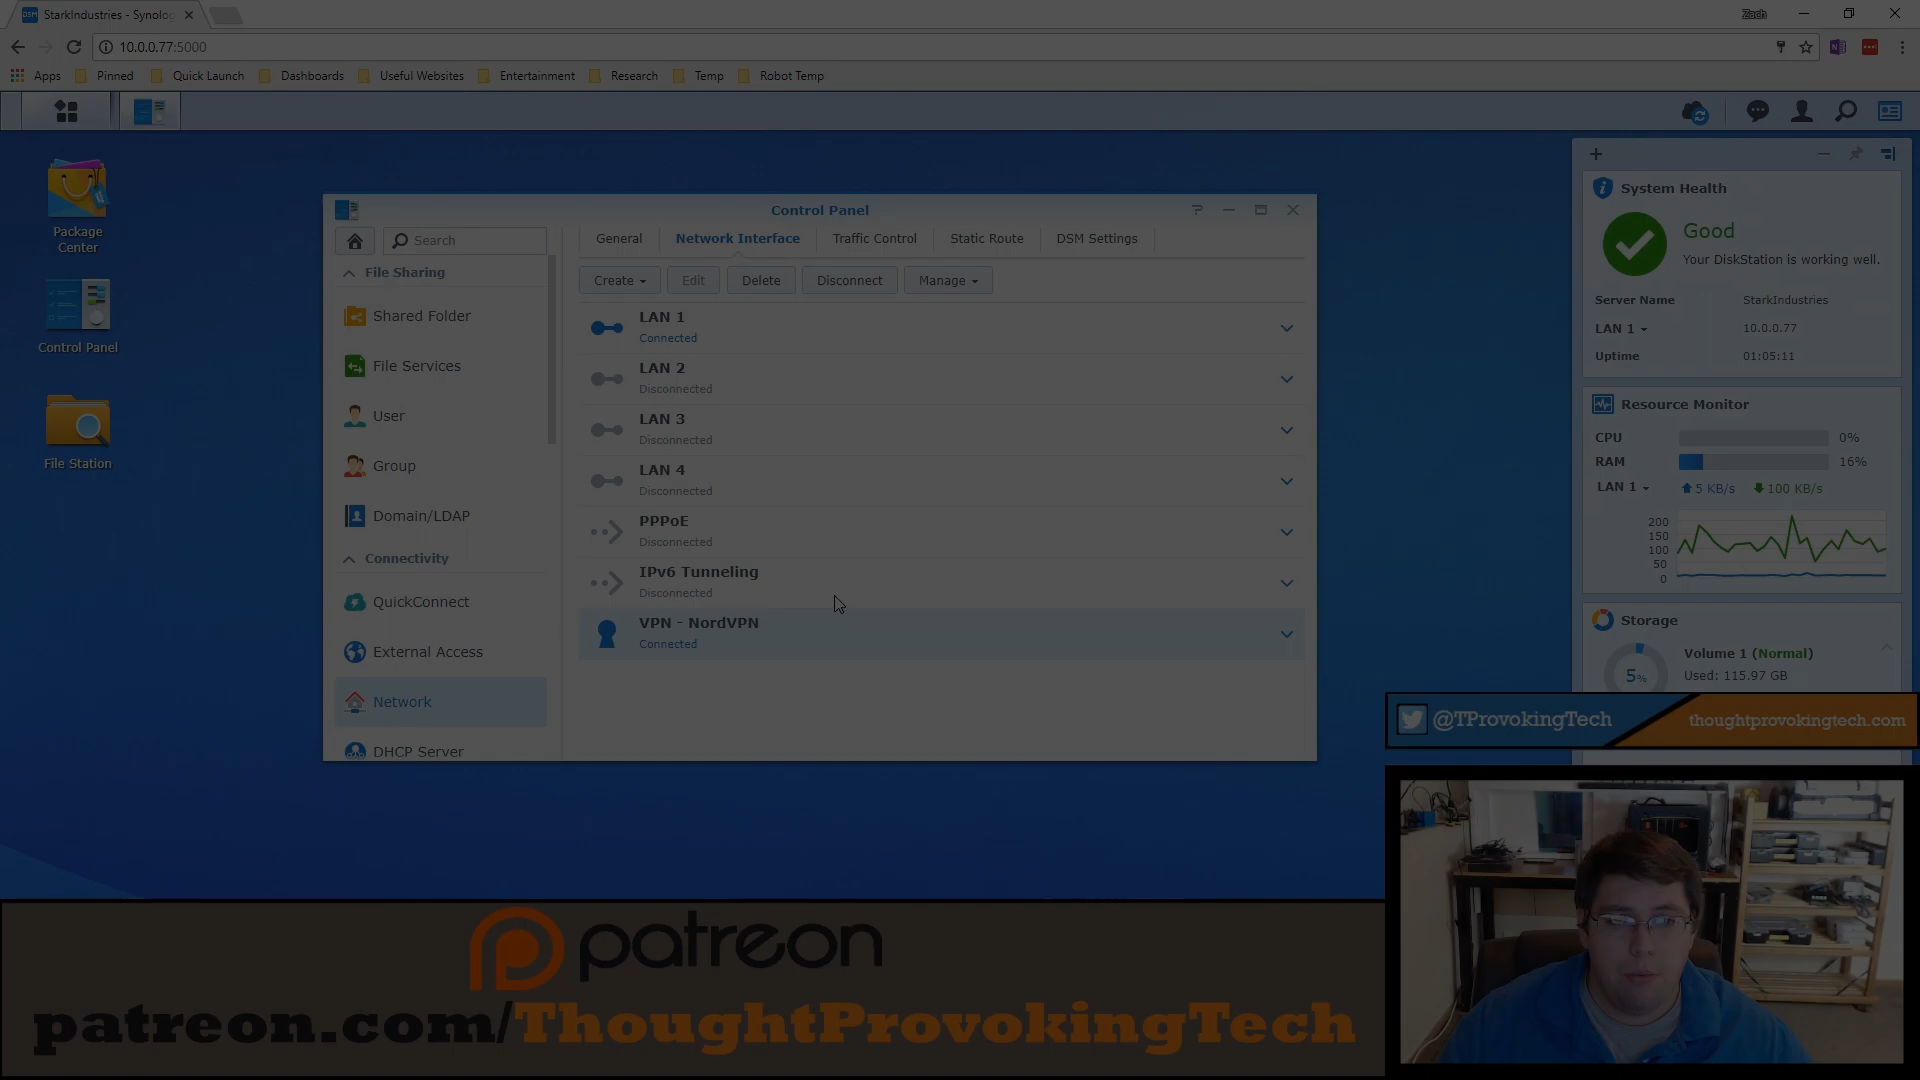 StarkIndustries - Synolog
Zach
10.0.0.77:5000
Apps
Pinned
Quick Launch
Dashboards
Useful Websites
Entertainment
Research
Temp
Robot Temp
Package
Center
Control Panel
File Station
Control Panel
Search
File Sharing
Shared Folder
File Services
User
Group
Domain/LDAP
Connectivity
QuickConnect
External Access
Network
DHCP Server
General
Network Interface
Traffic Control
Static Route
DSM Settings
Create
Edit
Delete
Disconnect
Manage
LAN 1
Connected
LAN 2
Disconnected
LAN 3
Disconnected
LAN 4
Disconnected
PPPoE
Disconnected
IPv6 Tunneling
Disconnected
VPN - NordVPN
Connected
System Health
Good
Your DiskStation is working well.
Server Name StarkIndustries
LAN 1 10.0.0.77
Uptime 01:05:11
Resource Monitor
CPU 0%
RAM 16%
LAN 1 5 KB/s 100 KB/s
200
150
100
50
0
Storage
Volume 1 (Normal)
5%
Used: 115.97 GB
@TProvokingTech thoughtprovokingtech.com
patreon
patreon.com/ThoughtProvokingTech